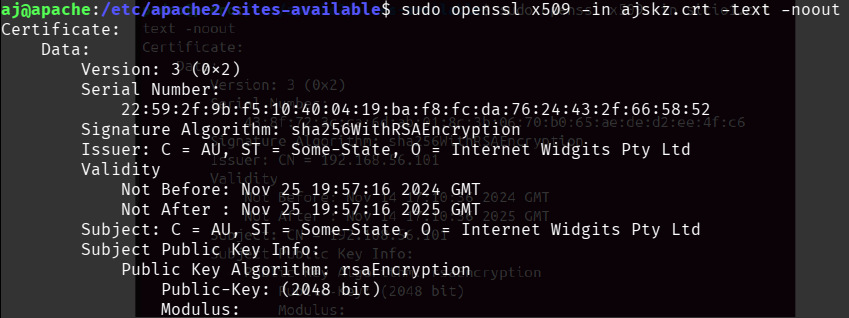 aj@apache:/etc/apache2/sites-available$ sudo openssl x509 -in ajski.crt -text -noout
Certificate:
Data:
Version: 3 (0x2)
Serial Number:
22:59:2f:9b:f5:10:40:04:19:ba:f8:fc:da:76:24:43:2f:66:58:52
Signature Algorithm: sha256WithRSAEncryption
Issuer: C = AU, ST = Some-State, O = Internet Widgits Pty Ltd
Validity
Not Before: Nov 25 19:57:16 2024 GMT
Not After : Nov 25 19:57:16 2025 GMT
Subject: C = AU, ST = Some-State, O = Internet Widgits Pty Ltd
Subject Public Key Info:
Public Key Algorithm: rsaEncryption
Public-Key: (2048 bit)
Modulus: